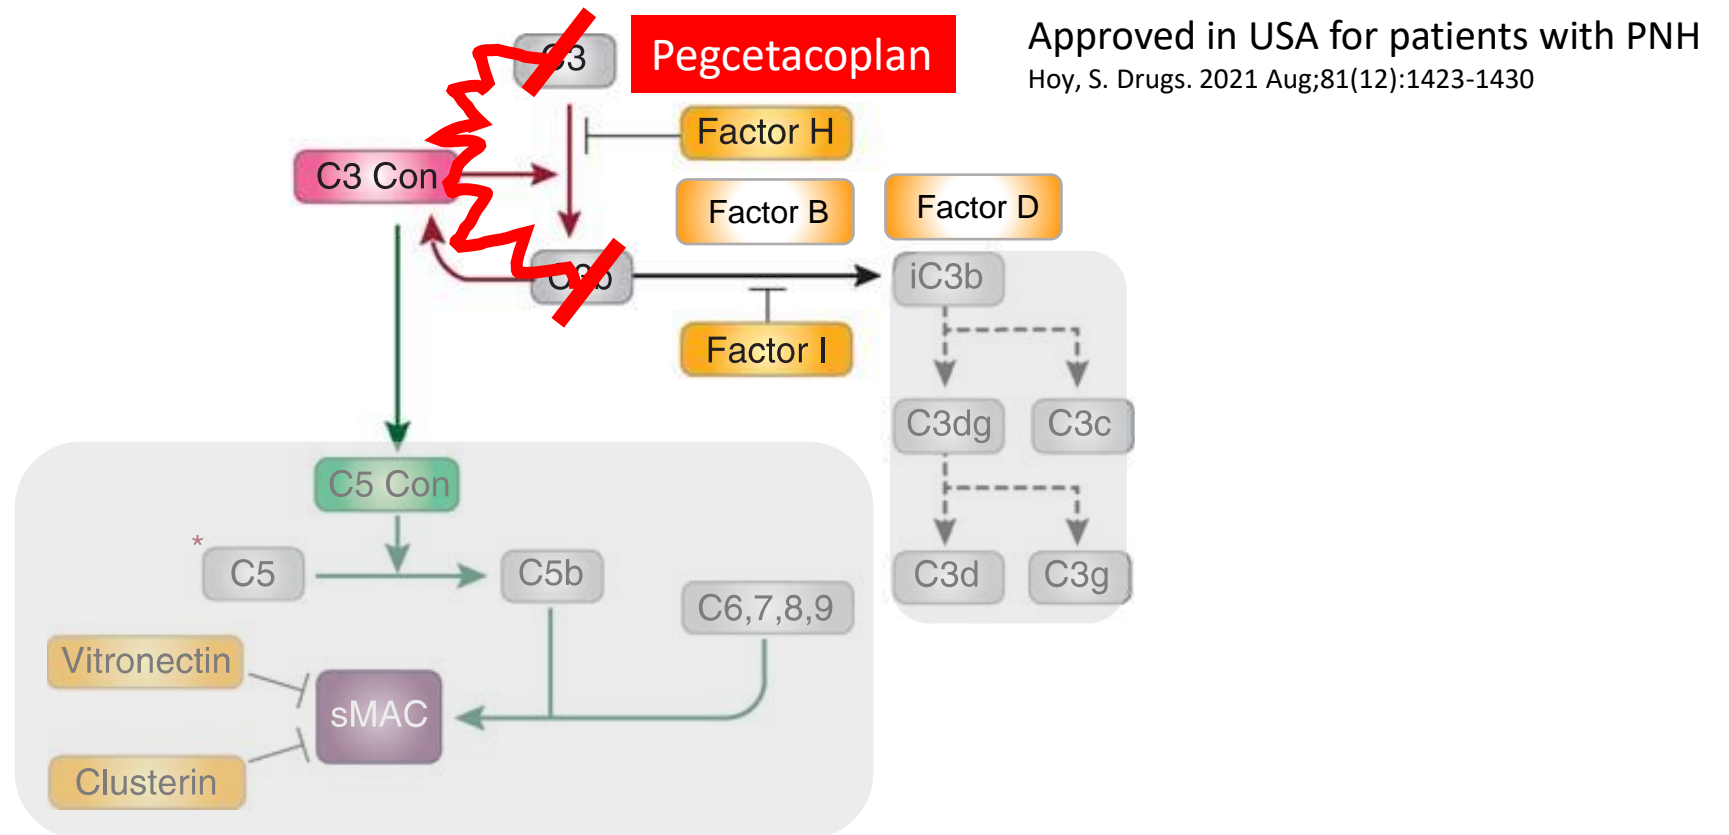 C3
Pegcetacoplan
Approved in USA for patients with PNH
Hoy, S. Drugs. 2021 Aug;81(12):1423-1430
Factor H
C3 Con
Factor B
Factor D
C3b
iC3b
Factor I
C3dg
C3c
C5 Con
*
C5
C5b
C6,7,8,9
C3d
C3g
Vitronectin
sMAC
Clusterin